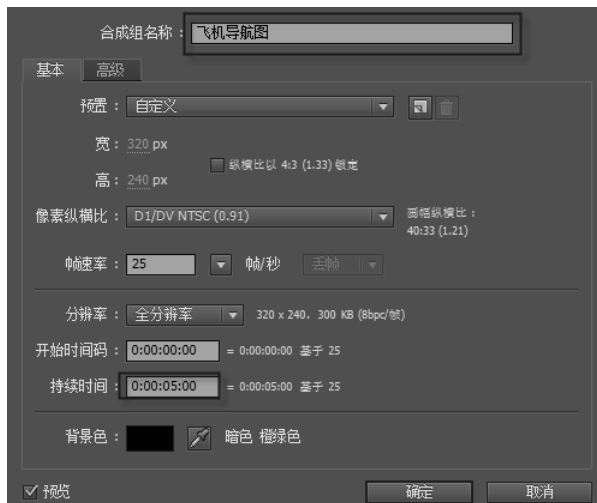 合成组名称： 飞机导航图
基本 高级
预置： 自定义
宽： 320 px
纵横比以 4:3 (1.33) 锁定
高： 240 px
像素纵横比： D1/DV NTSC (0.91) 画幅纵横比：
40:33 (1.21)
帧速率： 25 帧/秒 丢帧
分辨率： 全分辨率 320 x 240. 300 KB (8bpc/帧)
开始时间码： 0:00:00:00 = 0:00:00:00 基于 25
持续时间： 0:00:05:00 = 0:00:05:00 基于 25
背景色： 暗色 橙绿色
预览 确定 取消